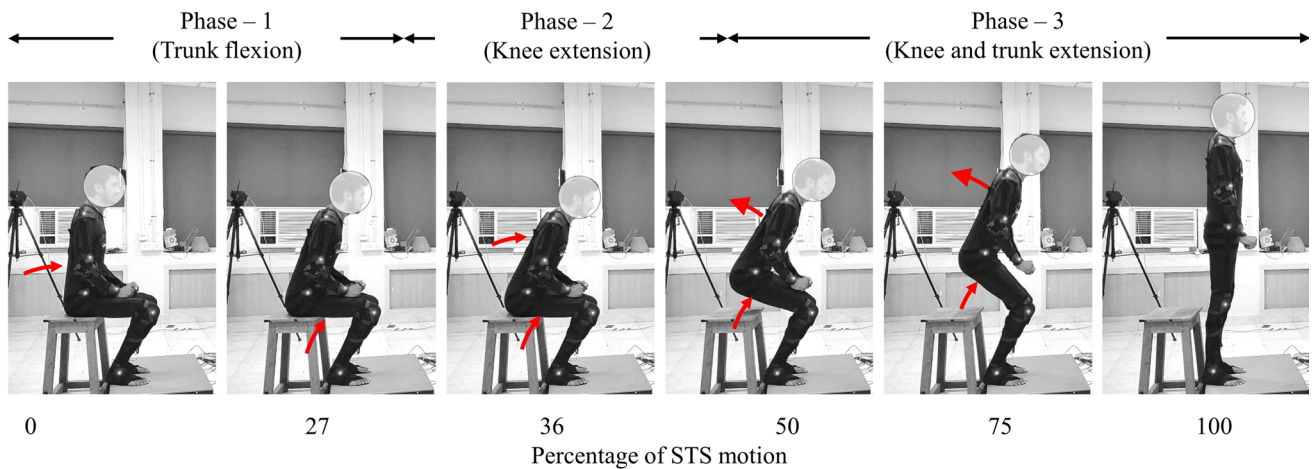 Phase – 1
(Trunk flexion)
Phase – 2
(Knee extension)
Phase – 3
(Knee and trunk extension)
0 27 36 50 75 100
Percentage of STS motion